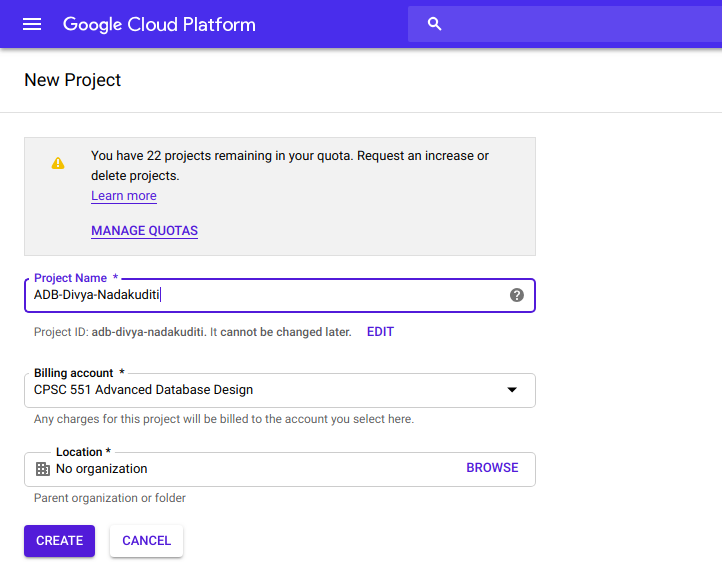 Google Cloud Platform
New Project
You have 22 projects remaining in your quota. Request an increase or
delete projects.
Learn more
MANAGE QUOTAS
Project Name *
ADB-Divya-Nadakuditi
Project ID: adb-divya-nadakuditi. It cannot be changed later. EDIT
Billing account *
CPSC 551 Advanced Database Design
Any charges for this project will be billed to the account you select here.
Location *
No organization BROWSE
Parent organization or folder
CREATE CANCEL